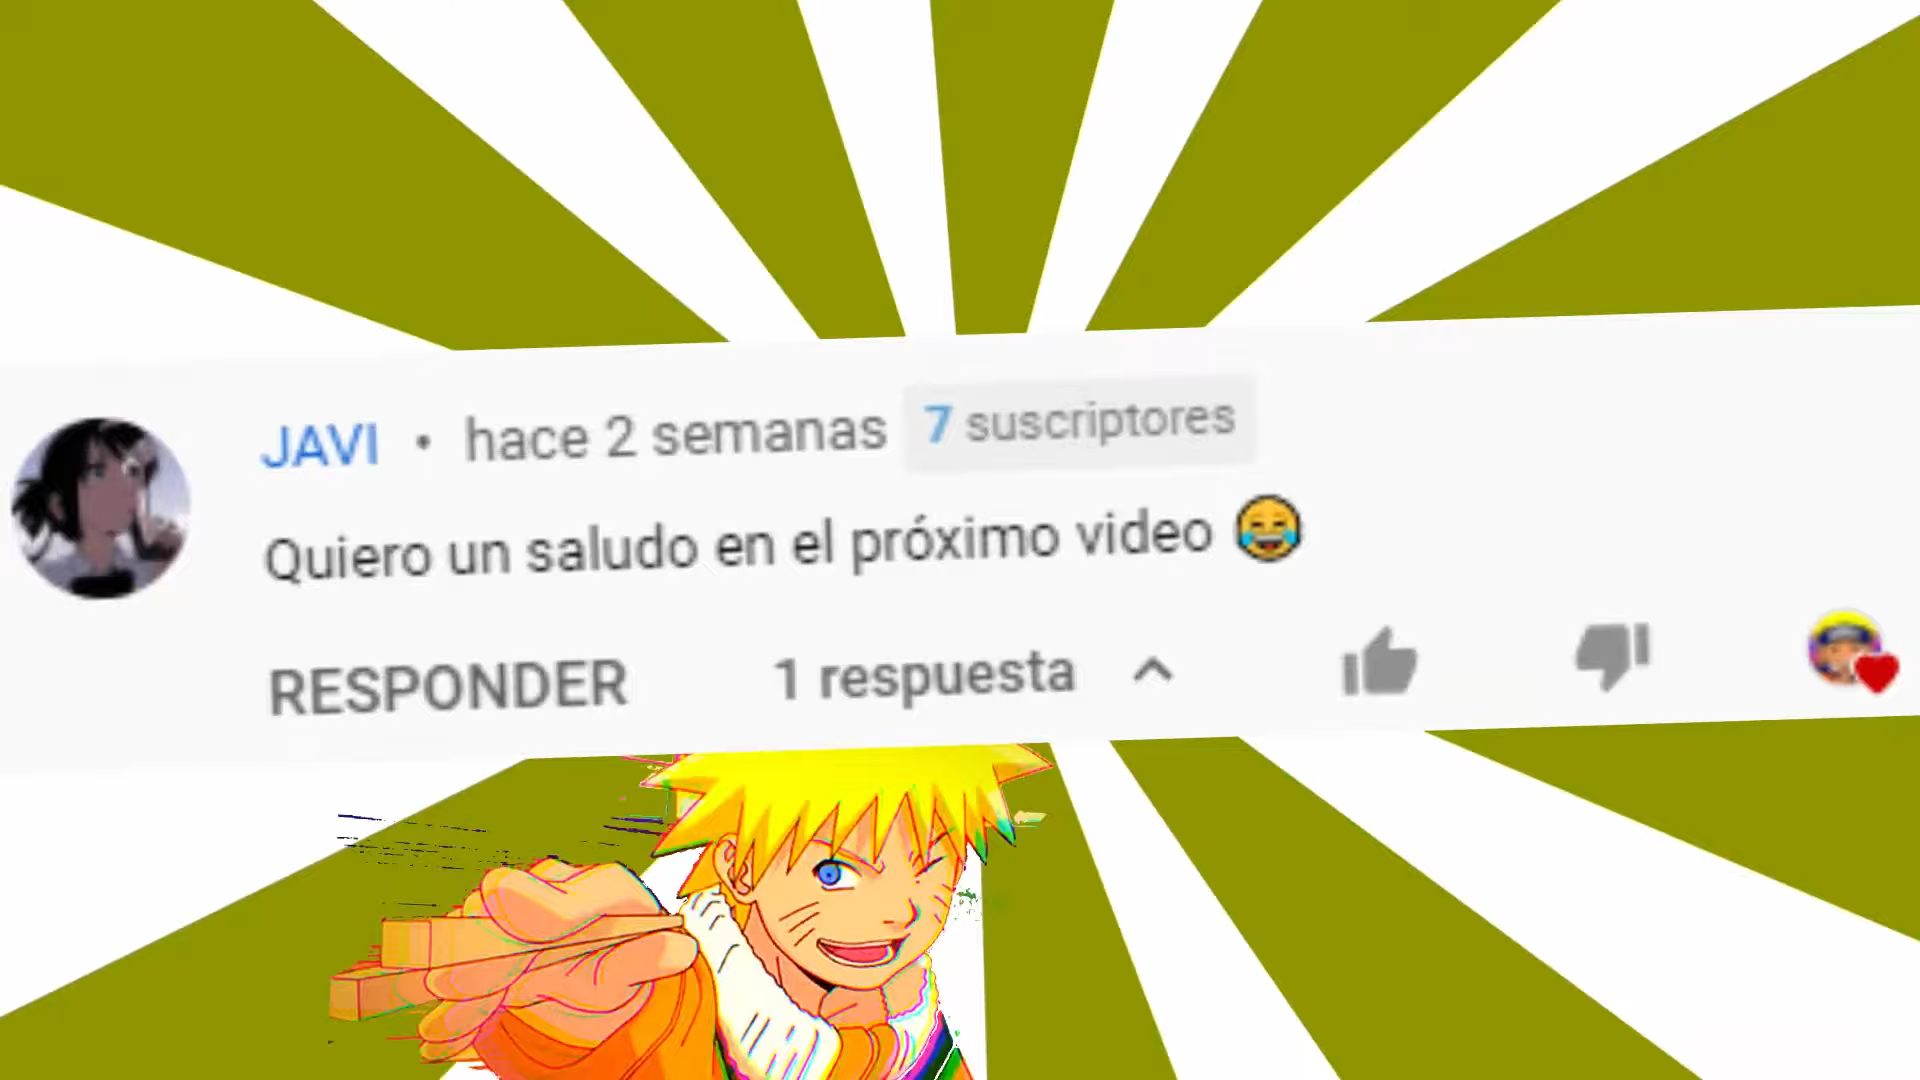 JAVI • hace 2 semanas 7 suscriptores
Quiero un saludo en el próximo video 😂
RESPONDER 1 respuesta